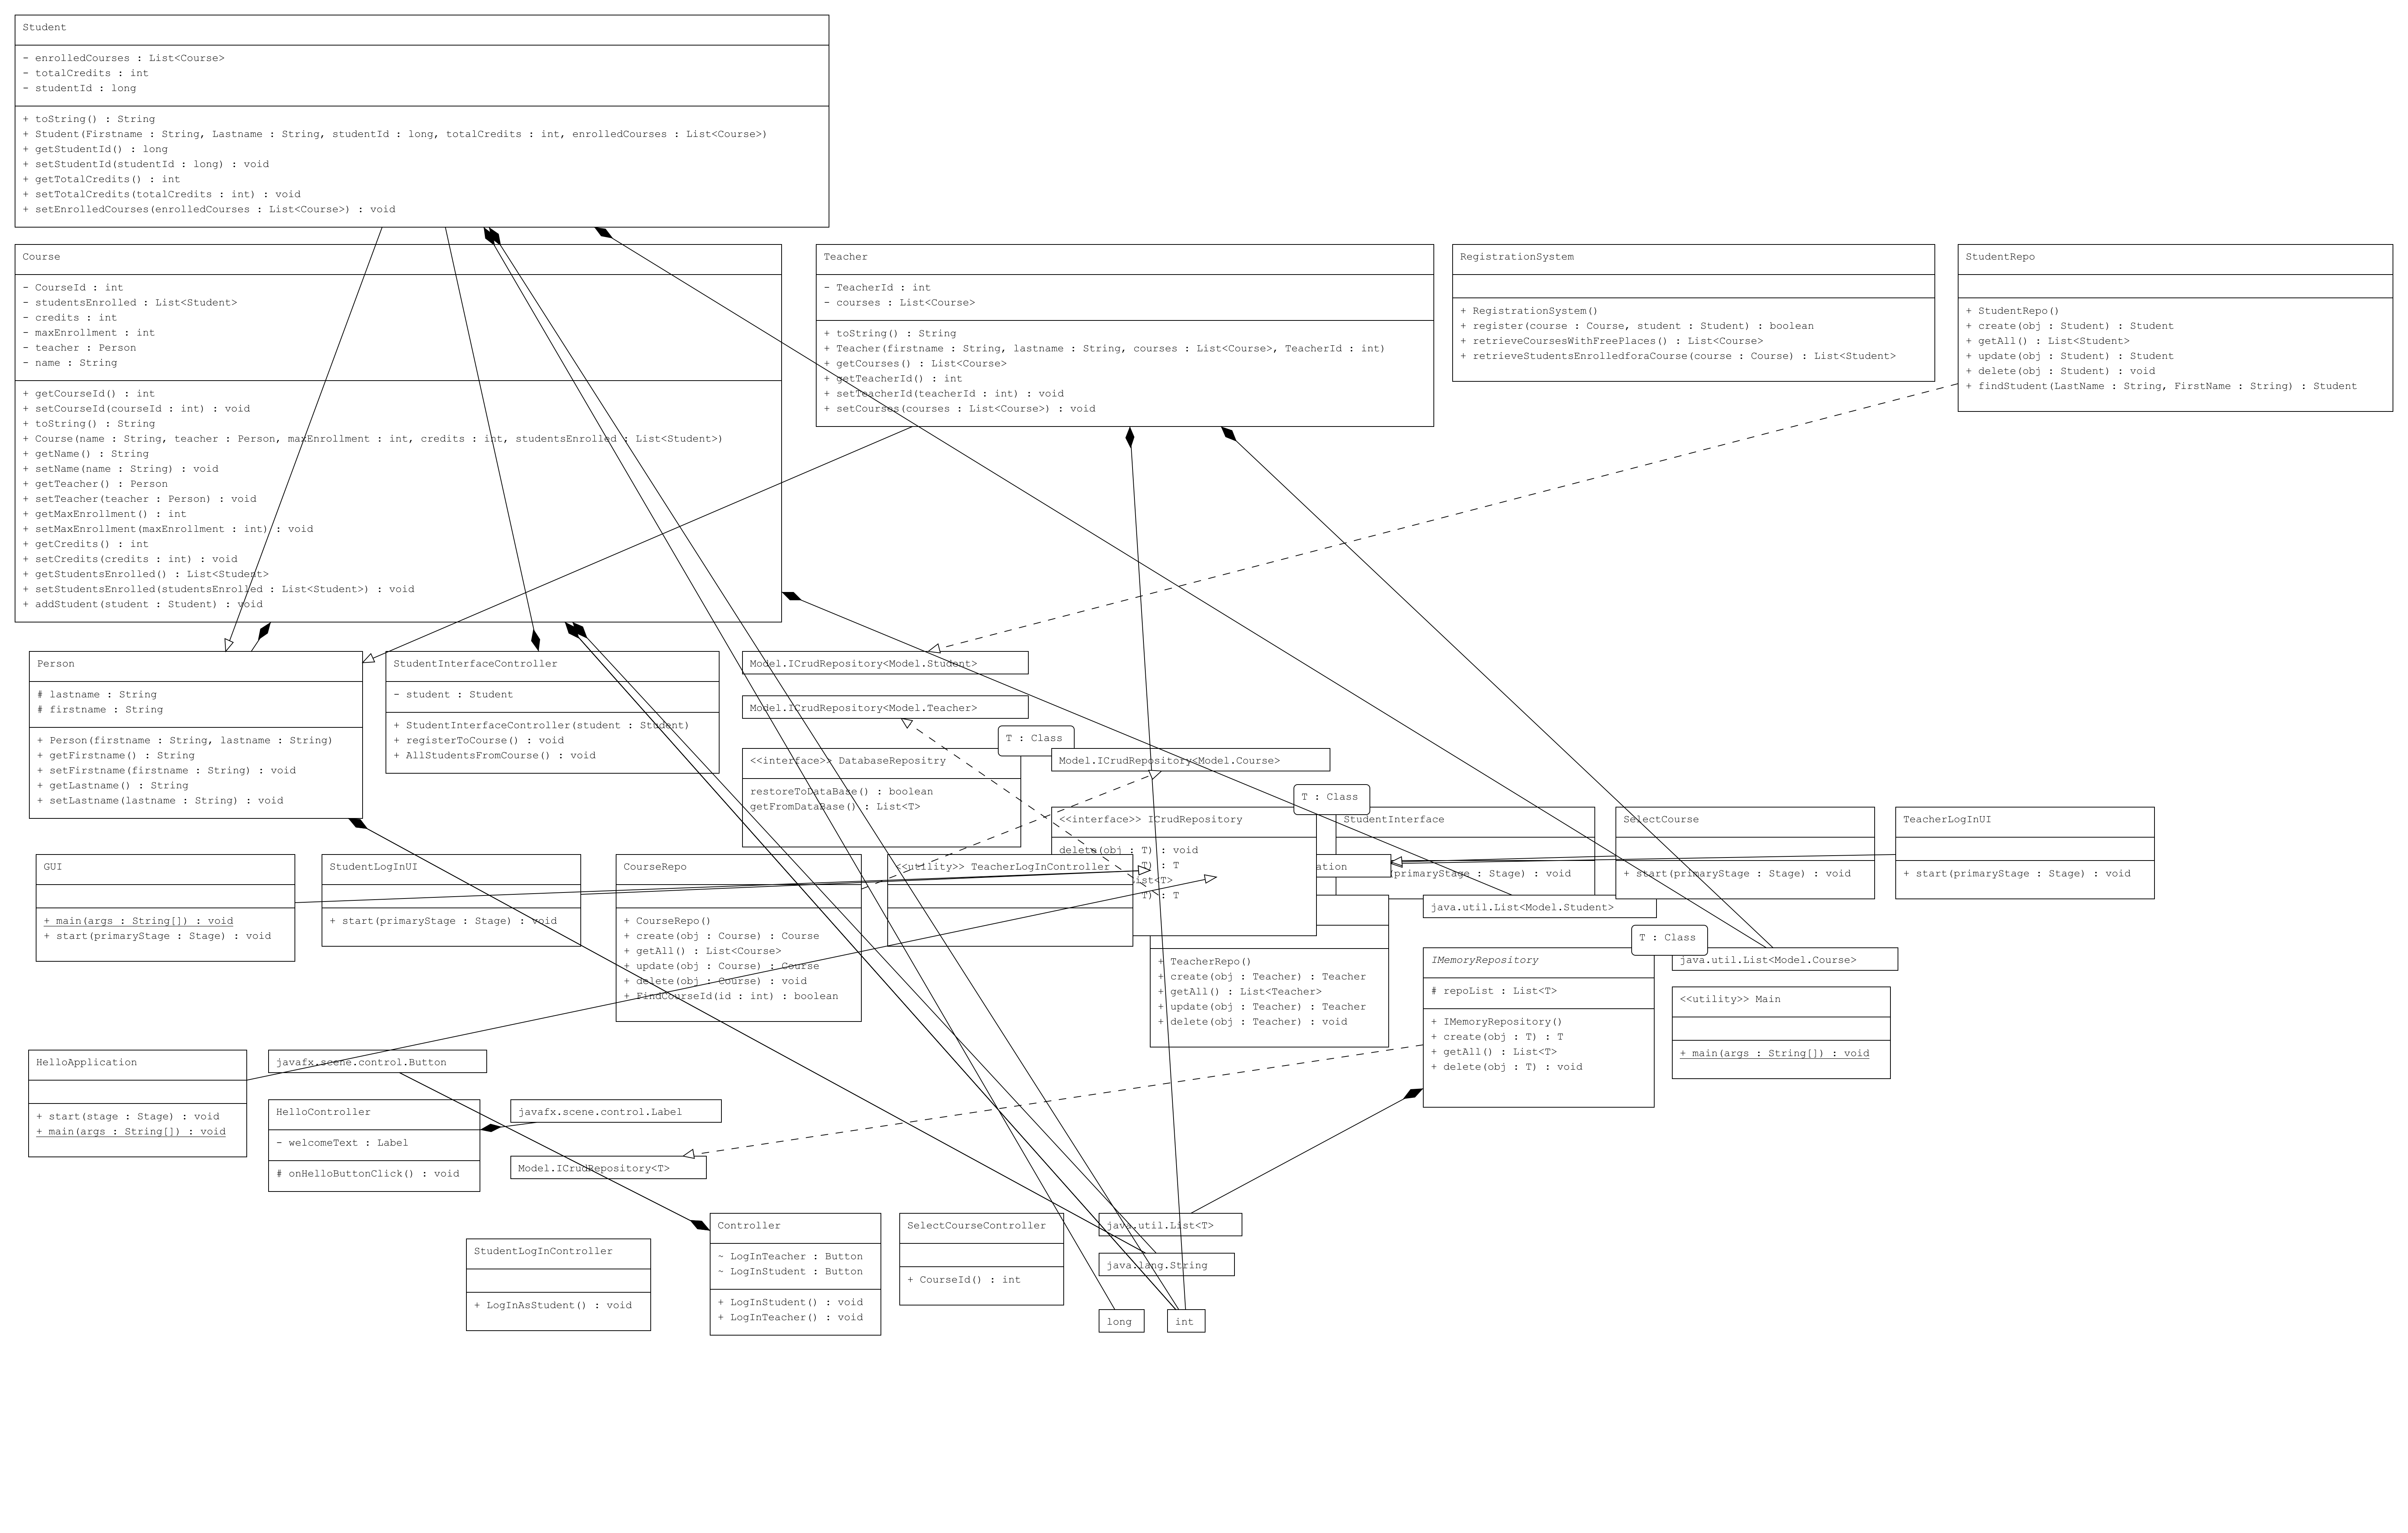 Student
- enrolledCourses : List<Course>
- totalCredits : int
- studentId : long
+ toString() : String
+ Student(Firstname : String, Lastname : String, studentId : long, totalCredits : int, enrolledCourses : List<Course>)
+ getStudentId() : long
+ setStudentId(studentId : long) : void
+ getTotalCredits() : int
+ setTotalCredits(totalCredits : int) : void
+ setEnrolledCourses(enrolledCourses : List<Course>) : void
Course
- CourseId : int
- studentsEnrolled : List<Student>
- credits : int
- maxEnrollment : int
- teacher : Person
- name : String
+ getCourseId() : int
+ setCourseId(courseId : int) : void
+ toString() : String
+ Course(name : String, teacher : Person, maxEnrollment : int, credits : int, studentsEnrolled : List<Student>)
+ getName() : String
+ setName(name : String) : void
+ getTeacher() : Person
+ setTeacher(teacher : Person) : void
+ getMaxEnrollment() : int
+ setMaxEnrollment(maxEnrollment : int) : void
+ getCredits() : int
+ setCredits(credits : int) : void
+ getStudentsEnrolled() : List<Student>
+ setStudentsEnrolled(studentsEnrolled : List<Student>) : void
+ addStudent(student : Student) : void
Teacher
- TeacherId : int
- courses : List<Course>
+ toString() : String
+ Teacher(firstname : String, lastname : String, courses : List<Course>, TeacherId : int)
+ getCourses() : List<Course>
+ getTeacherId() : int
+ setTeacherId(teacherId : int) : void
+ setCourses(courses : List<Course>) : void
RegistrationSystem
+ RegistrationSystem()
+ register(course : Course, student : Student) : boolean
+ retrieveCoursesWithFreePlaces() : List<Course>
+ retrieveStudentsEnrolledforaCourse(course : Course) : List<Student>
StudentRepo
+ StudentRepo()
+ create(obj : Student) : Student
+ getAll() : List<Student>
+ update(obj : Student) : Student
+ delete(obj : Student) : void
+ findStudent(LastName : String, FirstName : String) : Student
Person
# lastname : String
# firstname : String
+ Person(firstname : String, lastname : String)
+ getFirstname() : String
+ setFirstname(firstname : String) : void
+ getLastname() : String
+ setLastname(lastname : String) : void
StudentInterfaceController
- student : Student
+ StudentInterfaceController(student : Student)
+ registerToCourse() : void
+ AllStudentsFromCourse() : void
Model.ICrudRepository<Model.Student>
Model.ICrudRepository<Model.Teacher>
T : Class
<<interface>> DatabaseRepositry
restoreToDataBase() : boolean
getFromDataBase() : List<T>
Model.ICrudRepository<Model.Course>
T : Class
<<interface>> ICrudRepository
delete(obj : T) : void
T) : T
ist<T>
T) : T
StudentInterface
(primaryStage : Stage) : void
SelectCourse
+ start(primaryStage : Stage) : void
TeacherLogInUI
+ start(primaryStage : Stage) : void
GUI
+ main(args : String[]) : void
+ start(primaryStage : Stage) : void
StudentLogInUI
+ start(primaryStage : Stage) : void
CourseRepo
+ CourseRepo()
+ create(obj : Course) : Course
+ getAll() : List<Course>
+ update(obj : Course) : Course
+ delete(obj : Course) : void
+ FindCourseId(id : int) : boolean
<<utility>> TeacherLogInController
ation
+ TeacherRepo()
+ create(obj : Teacher) : Teacher
+ getAll() : List<Teacher>
+ update(obj : Teacher) : Teacher
+ delete(obj : Teacher) : void
java.util.List<Model.Student>
T : Class
IMemoryRepository
# repoList : List<T>
+ IMemoryRepository()
+ create(obj : T) : T
+ getAll() : List<T>
+ delete(obj : T) : void
java.util.List<Model.Course>
<<utility>> Main
+ main(args : String[]) : void
HelloApplication
+ start(stage : Stage) : void
+ main(args : String[]) : void
javafx.scene.control.Button
HelloController
- welcomeText : Label
# onHelloButtonClick() : void
javafx.scene.control.Label
Model.ICrudRepository<T>
StudentLogInController
+ LogInAsStudent() : void
Controller
~ LogInTeacher : Button
~ LogInStudent : Button
+ LogInStudent() : void
+ LogInTeacher() : void
SelectCourseController
+ CourseId() : int
java.util.List<T>
java.lang.String
long
int